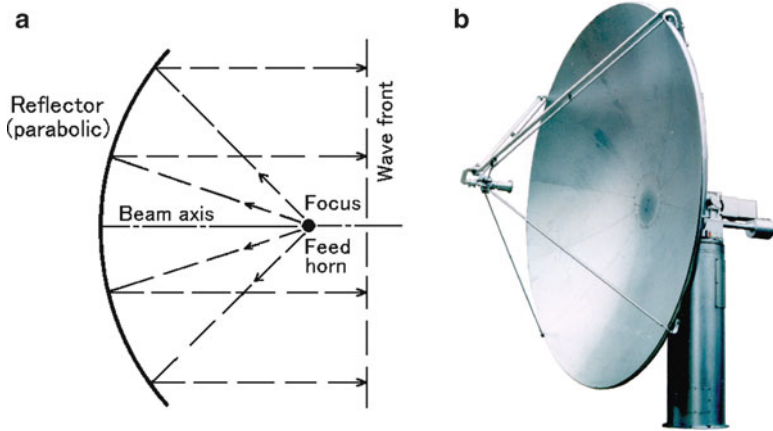 a
Reflector
(parabolic)
Beam axis
Focus
Feed
horn
Wave front
b